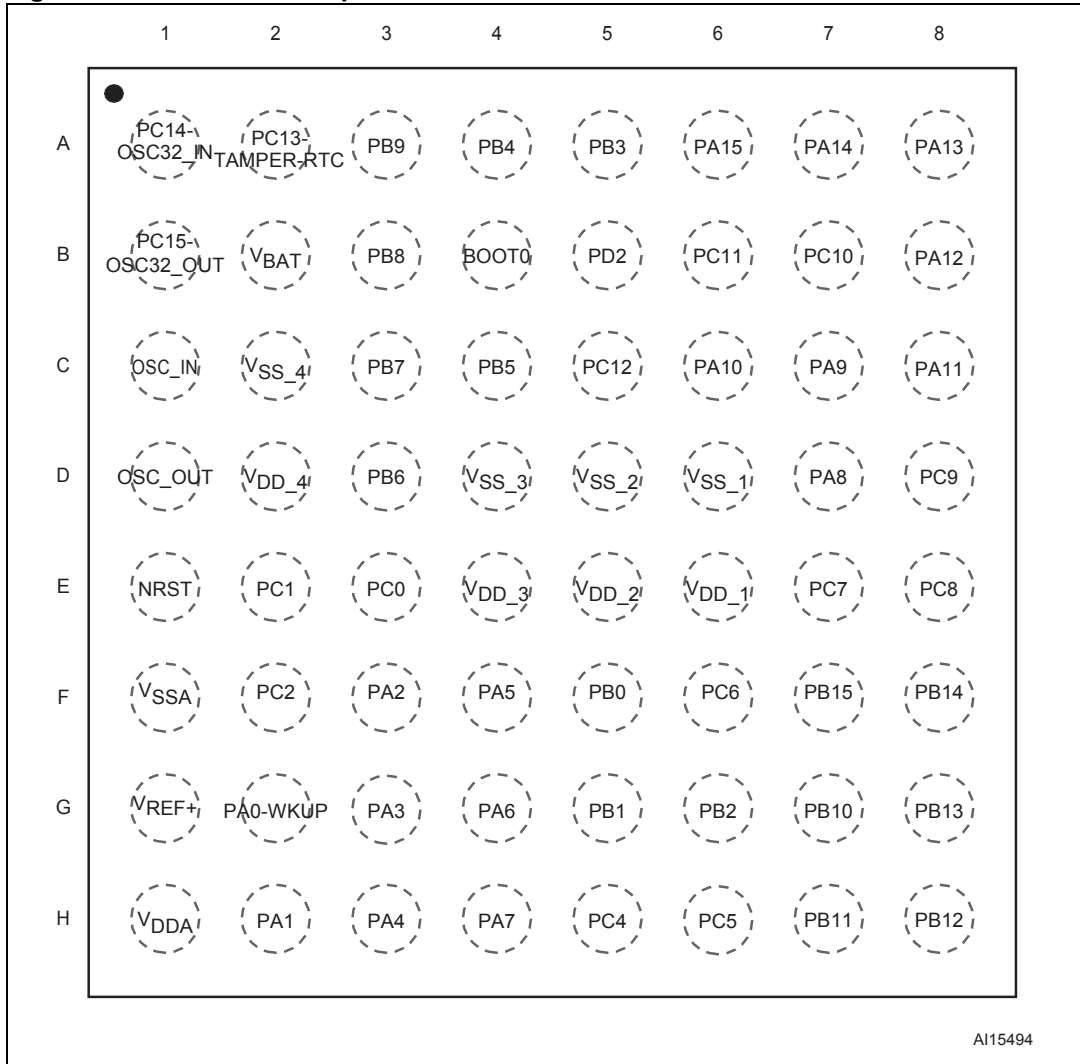 1 2 3 4 5 6 7 8
A PC14-OSC32_IN PC13-TAMPER-RTC PB9 PB4 PB3 PA15 PA14 PA13
B PC15-OSC32_OUT VBAT PB8 BOOT0 PD2 PC11 PC10 PA12
C OSC_IN VSS_4 PB7 PB5 PC12 PA10 PA9 PA11
D OSC_OUT VDD_4 PB6 VSS_3 VSS_2 VSS_1 PA8 PC9
E NRST PC1 PC0 VDD_3 VDD_2 VDD_1 PC7 PC8
F VSSA PC2 PA2 PA5 PB0 PC6 PB15 PB14
G VREF+ PA0-WKUP PA3 PA6 PB1 PB2 PB10 PB13
H VDDA PA1 PA4 PA7 PC4 PC5 PB11 PB12
AI15494